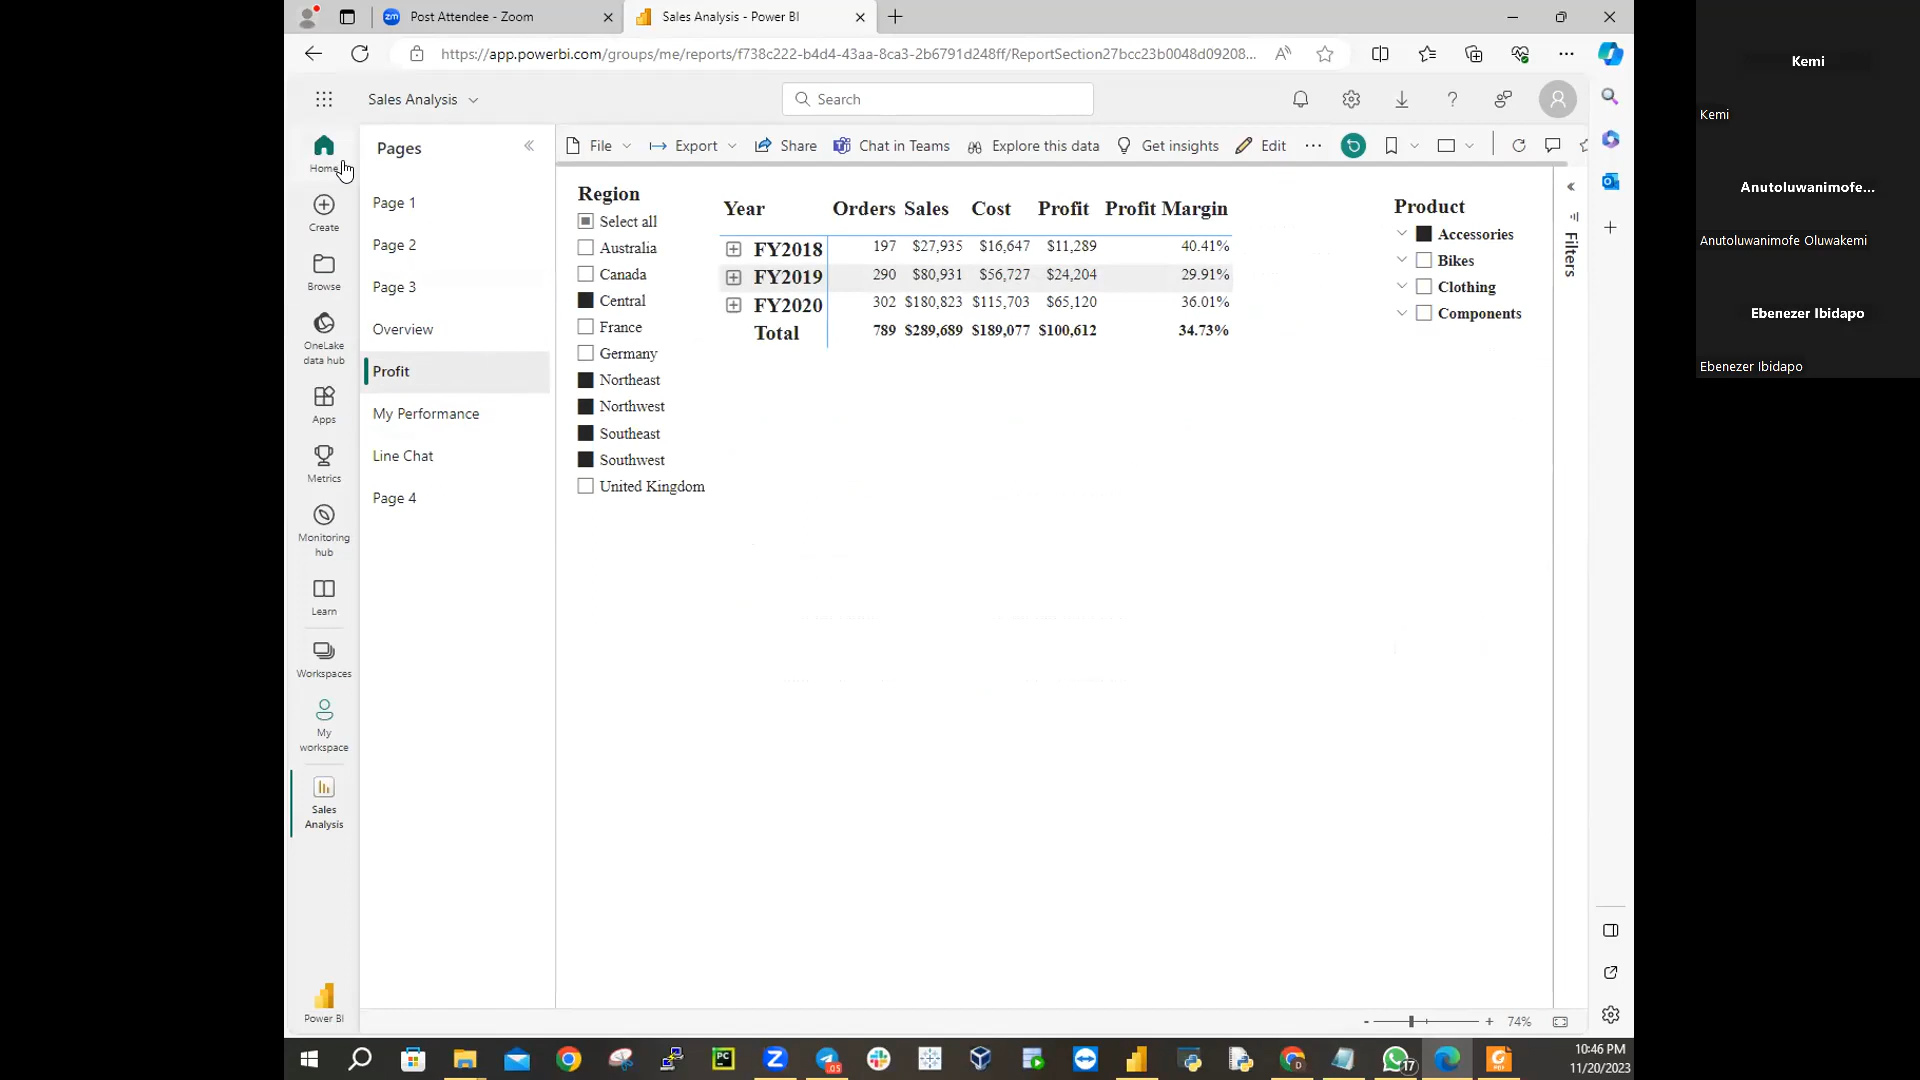 Post Attendee - Zoom
Sales Analysis - Power BI
https://app.powerbi.com/groups/me/reports/f738c222-b4d4-43aa-8ca3-2b6791d248ff/ReportSection27bcc23b0048d09208...
Sales Analysis
Search
Home
Create
Browse
OneLake
data hub
Apps
Metrics
Monitoring
hub
Learn
Workspaces
My
workspace
Sales
Analysis
Power BI
Pages
Page 1
Page 2
Page 3
Overview
Profit
My Performance
Line Chat
Page 4
File Export Share Chat in Teams Explore this data Get insights Edit
Region
Select all
Australia
Canada
Central
France
Germany
Northeast
Northwest
Southeast
Southwest
United Kingdom
Year Orders Sales Cost Profit Profit Margin
FY2018 197 $27,935 $16,647 $11,289 40.41%
FY2019 290 $80,931 $56,727 $24,204 29.91%
FY2020 302 $180,823 $115,703 $65,120 36.01%
Total 789 $289,689 $189,077 $100,612 34.73%
Product
Accessories
Bikes
Clothing
Components
Filters
74%
Kemi
Kemi
Anutoluwanimofe...
Anutoluwanimofe Oluwakemi
Ebenezer Ibidapo
Ebenezer Ibidapo
10:46 PM
11/20/2023
17